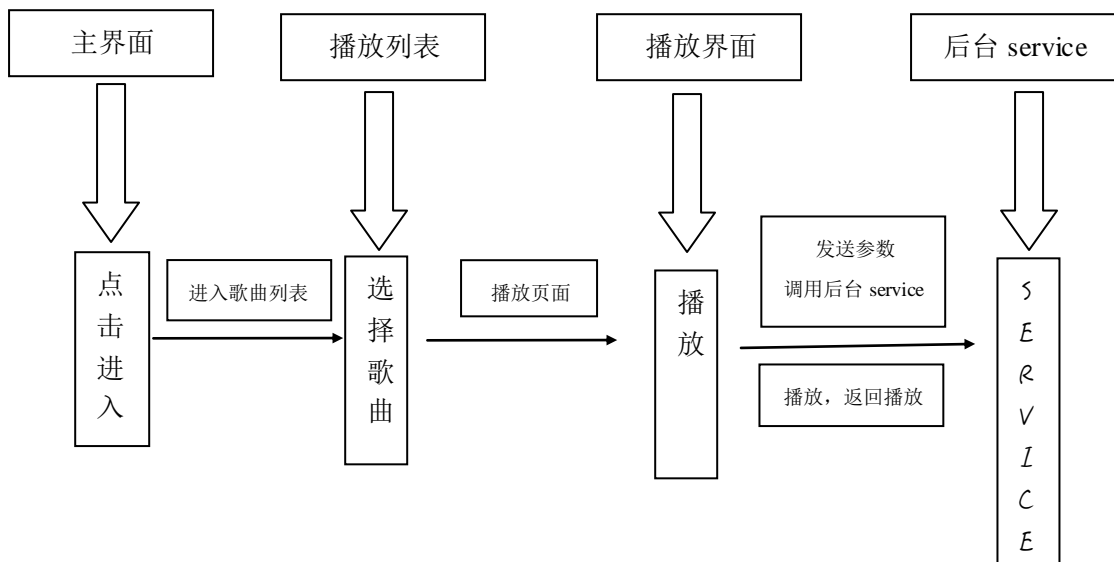 主界面
播放列表
播放界面
后台 service
点击进入
进入歌曲列表
选择歌曲
播放页面
播放
发送参数
调用后台 service
播放，返回播放
SERVICE